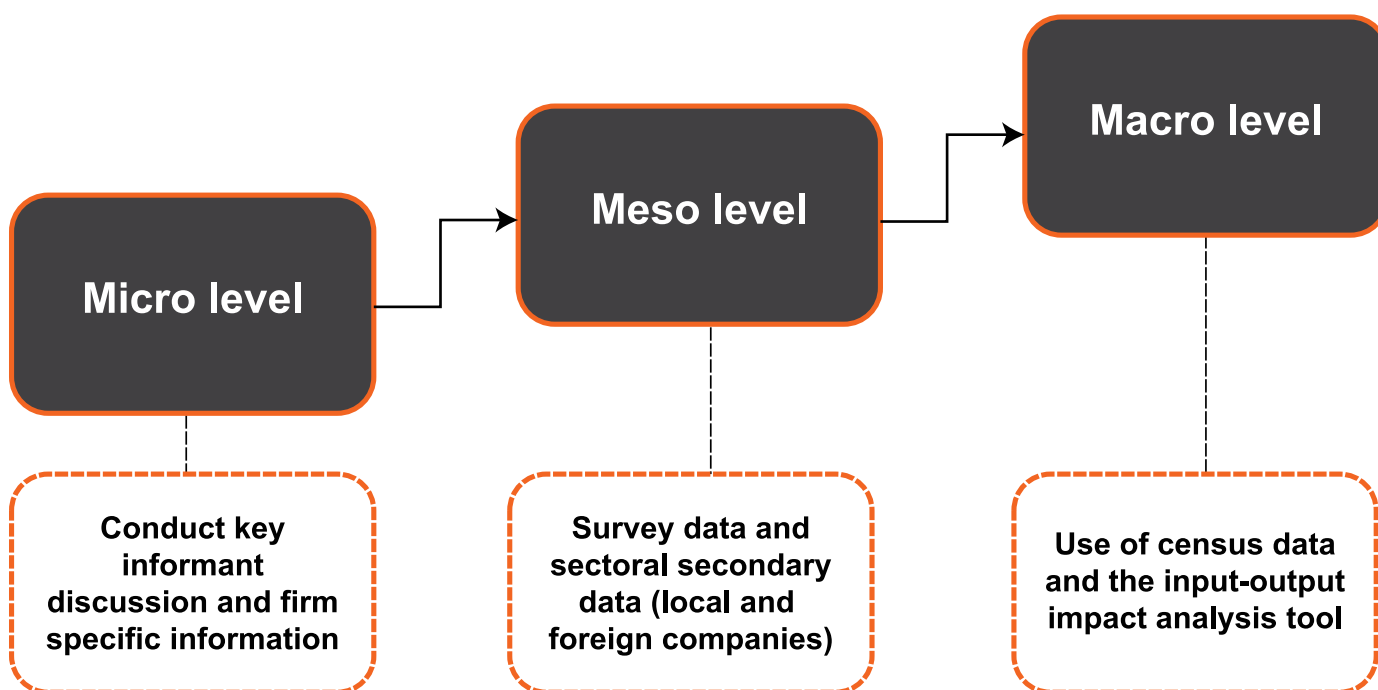 Micro level
Meso level
Macro level
Conduct key
informant
discussion and firm
specific information
Survey data and
sectoral secondary
data (local and
foreign companies)
Use of census data
and the input-output
impact analysis tool